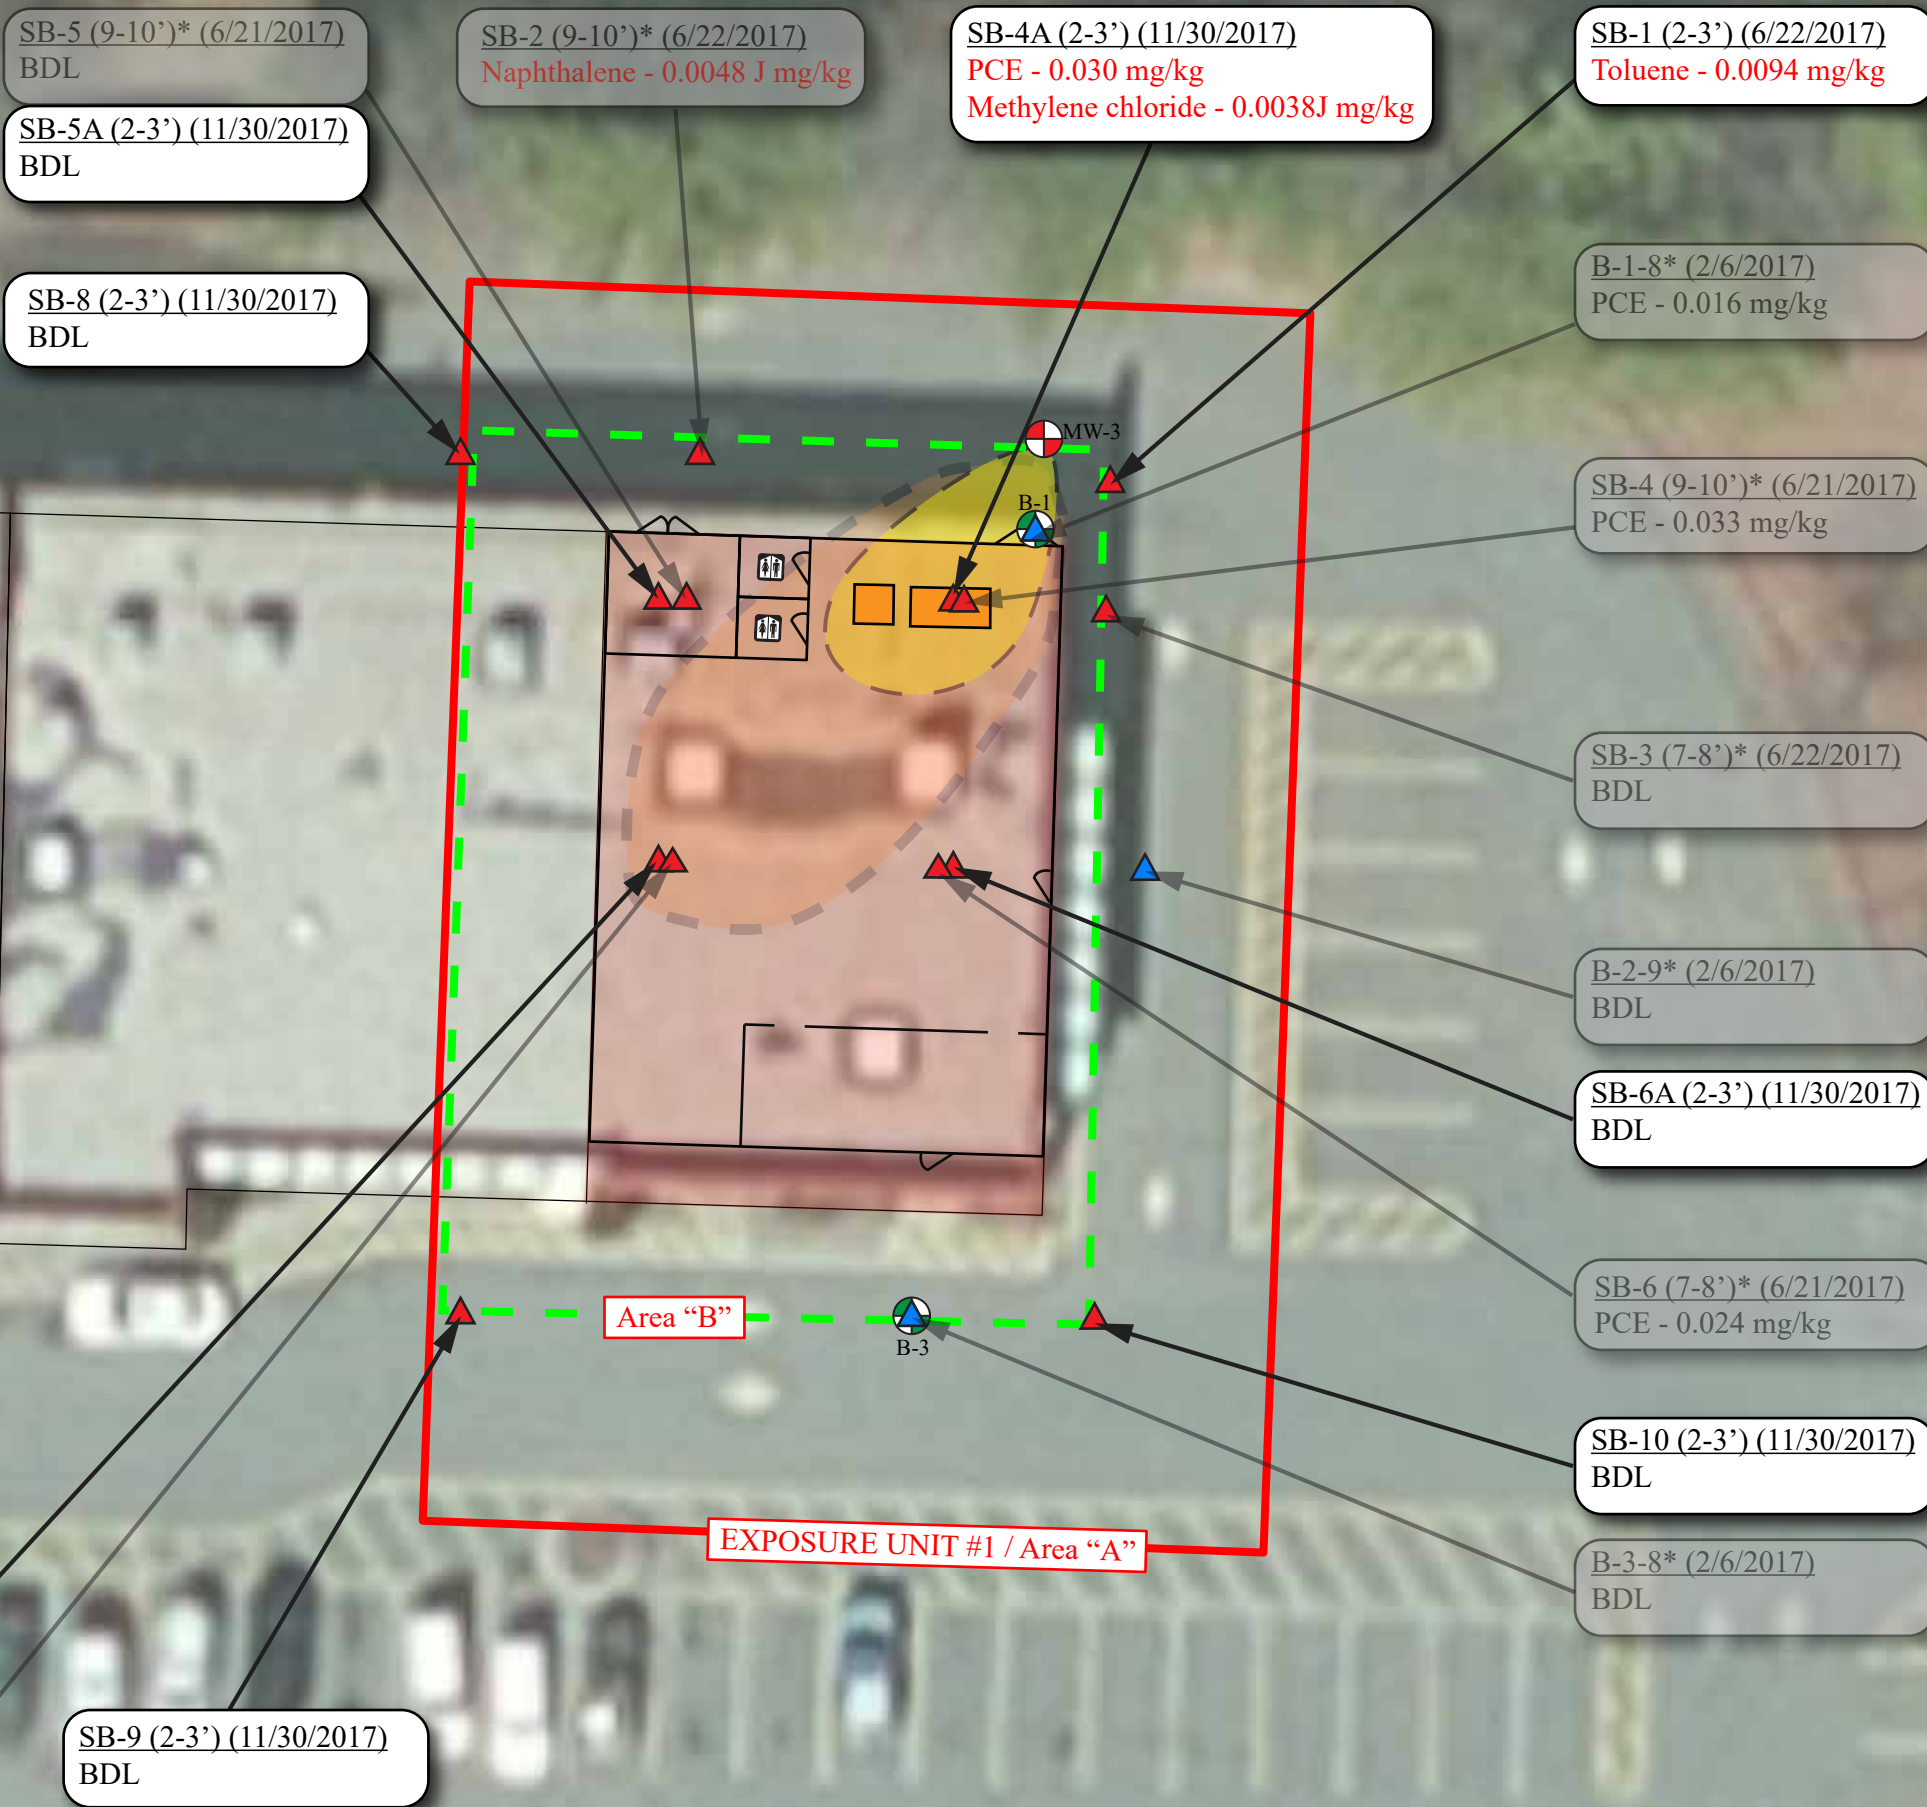 SB-5 (9-10’)* (6/21/2017)
BDL
SB-2 (9-10’)* (6/22/2017)
Naphthalene - 0.0048 J mg/kg
SB-4A (2-3’) (11/30/2017)
PCE - 0.030 mg/kg
Methylene chloride - 0.0038J mg/kg
SB-1 (2-3’) (6/22/2017)
Toluene - 0.0094 mg/kg
SB-5A (2-3’) (11/30/2017)
BDL
SB-8 (2-3’) (11/30/2017)
BDL
B-1-8* (2/6/2017)
PCE - 0.016 mg/kg
MW-3
B-1
SB-4 (9-10’)* (6/21/2017)
PCE - 0.033 mg/kg
SB-3 (7-8’)* (6/22/2017)
BDL
B-2-9* (2/6/2017)
BDL
SB-6A (2-3’) (11/30/2017)
BDL
SB-6 (7-8’)* (6/21/2017)
PCE - 0.024 mg/kg
Area “B”
B-3
SB-10 (2-3’) (11/30/2017)
BDL
EXPOSURE UNIT #1 / Area “A”
B-3-8* (2/6/2017)
BDL
SB-9 (2-3’) (11/30/2017)
BDL